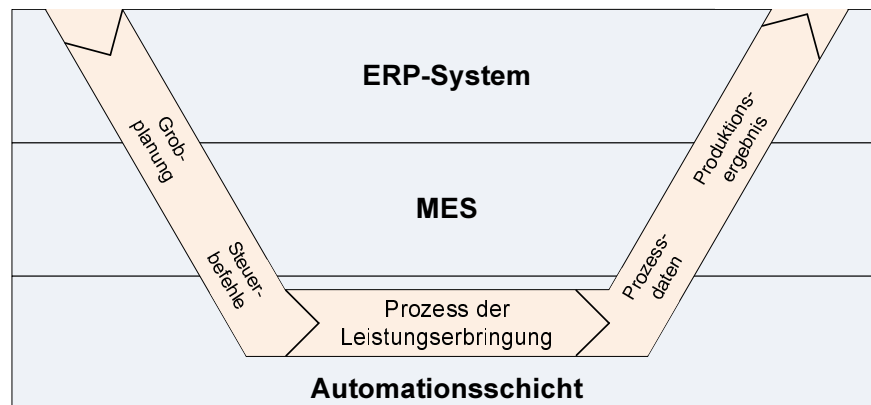 ERP-System
Grob-
planung
Produktions-
ergebnis
MES
Steuer-
befehle
Prozess-
daten
Prozess der
Leistungserbringung
Automationsschicht